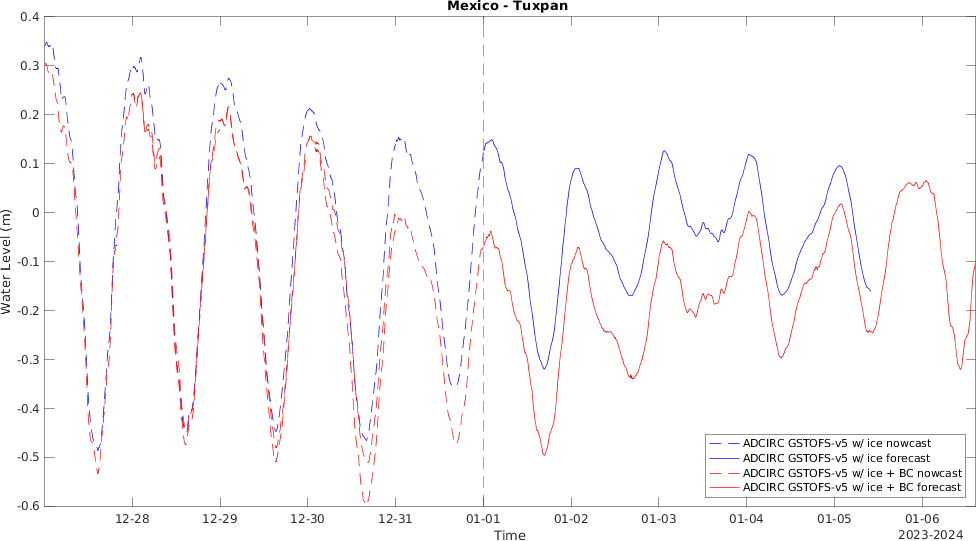 Mexico - Tuxpan
Water Level (m)
0.4
0.3
0.2
0.1
0
-0.1
-0.2
-0.3
-0.4
-0.5
-0.6
ADCIRC GSTOFS-v5 w/ ice nowcast
ADCIRC GSTOFS-v5 w/ ice forecast
ADCIRC GSTOFS-v5 w/ ice + BC nowcast
ADCIRC GSTOFS-v5 w/ ice + BC forecast
12-28 12-29 12-30 12-31 01-01 01-02 01-03 01-04 01-05 01-06
Time
2023-2024